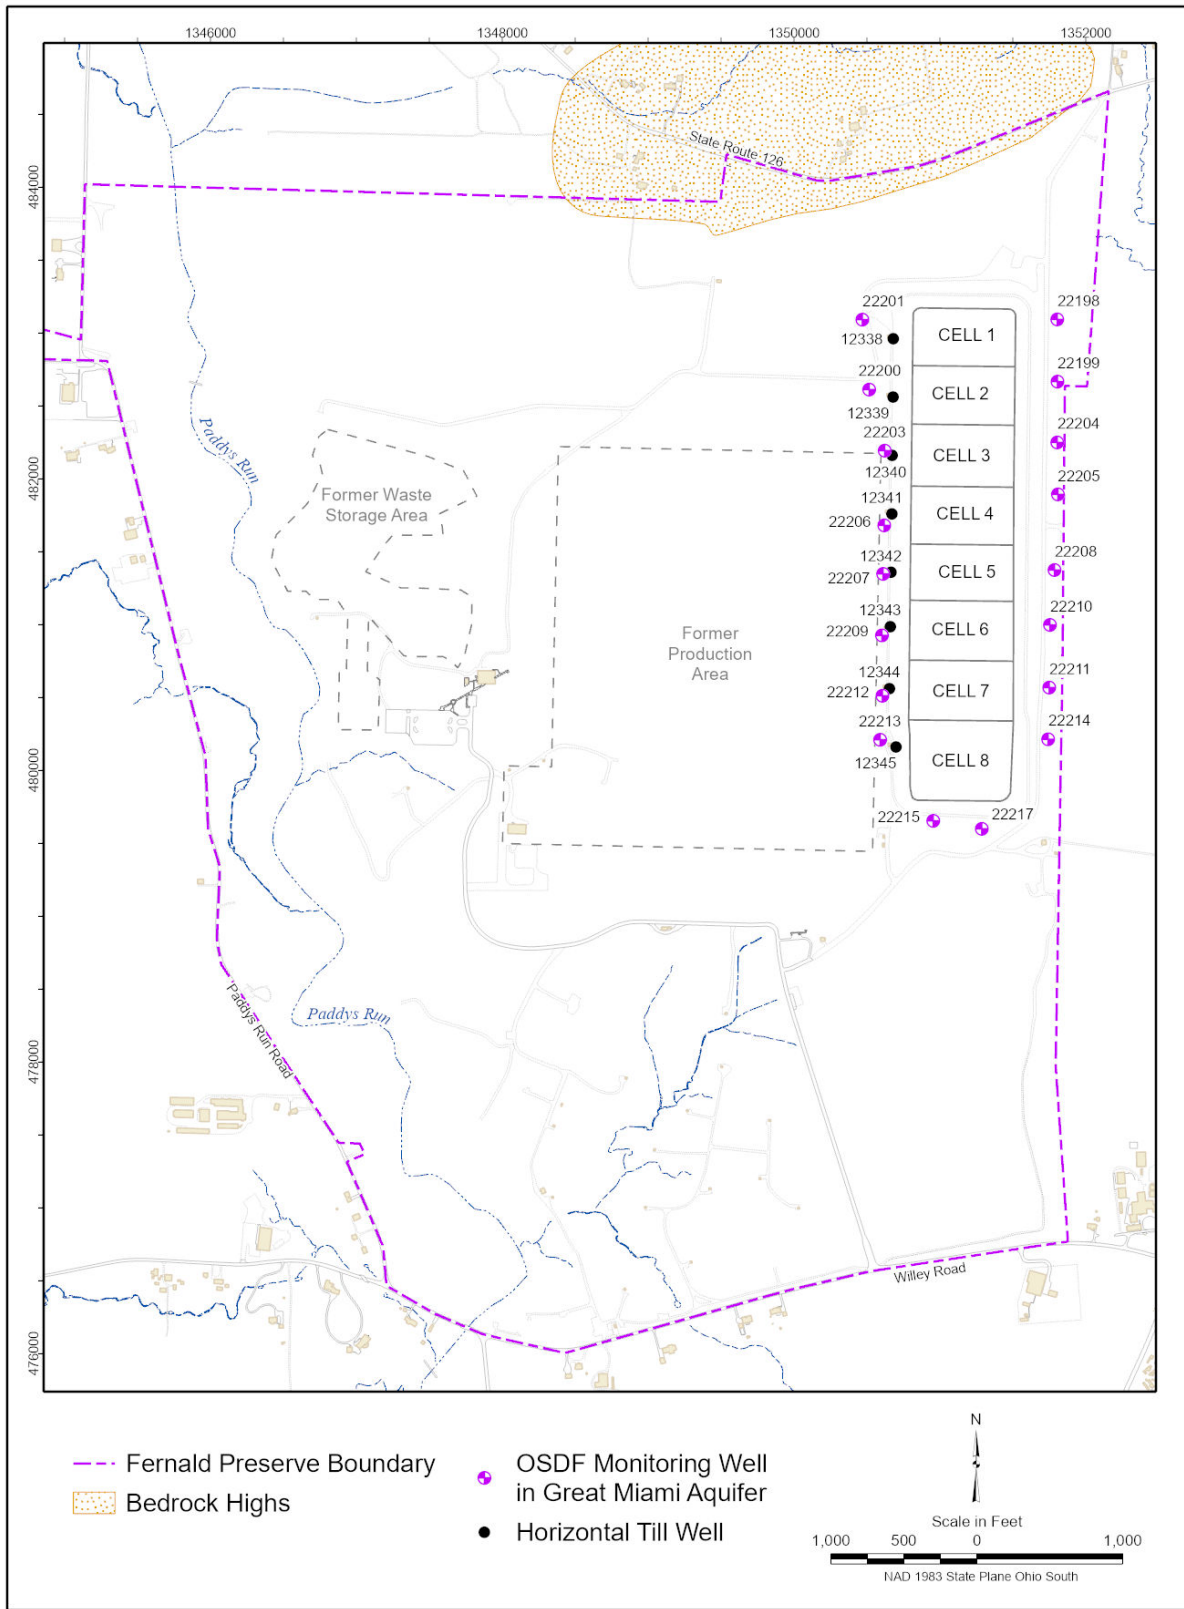 1346000
1348000
1350000
1352000
484000
482000
480000
478000
476000
State Route 126
22201
22198
12338
CELL 1
22200
22199
12339
CELL 2
22203
22204
12340
CELL 3
12341
22205
22206
CELL 4
12342
22208
22207
CELL 5
12343
22210
22209
CELL 6
12344
22211
22212
CELL 7
22213
22214
12345
CELL 8
22215
22217
Paddys Run
Former Waste
Storage Area
Former
Production
Area
Paddys Run
Paddys Run Road
Willey Road
Fernald Preserve Boundary
Bedrock Highs
OSDF Monitoring Well
in Great Miami Aquifer
Horizontal Till Well
N
Scale in Feet
1,000 500 0 1,000
NAD 1983 State Plane Ohio South